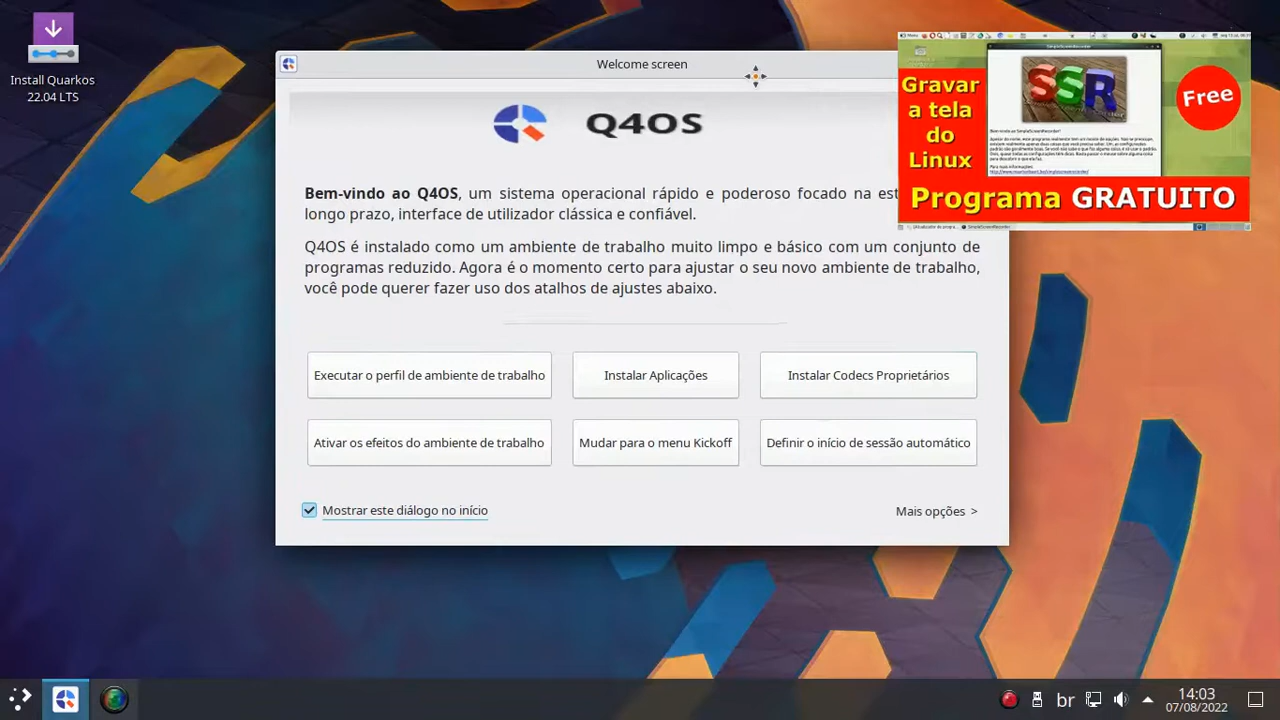 Install Quarkos
22.04 LTS
Welcome screen
Q4OS
Bem-vindo ao Q4OS, um sistema operacional rápido e poderoso focado na
longo prazo, interface de utilizador clássica e confiável.
Q4OS é instalado como um ambiente de trabalho muito limpo e básico com um conjunto de
programas reduzido. Agora é o momento certo para ajustar o seu novo ambiente de trabalho,
você pode querer fazer uso dos atalhos de ajustes abaixo.
Executar o perfil de ambiente de trabalho
Instalar Aplicações
Instalar Codecs Proprietários
Ativar os efeitos do ambiente de trabalho
Mudar para o menu Kickoff
Definir o início de sessão automático
Mostrar este diálogo no início
Mais opções >
Gravar
a tela
do
Linux
SSR
Free
Programa GRATUITO
br
14:03
07/08/2022